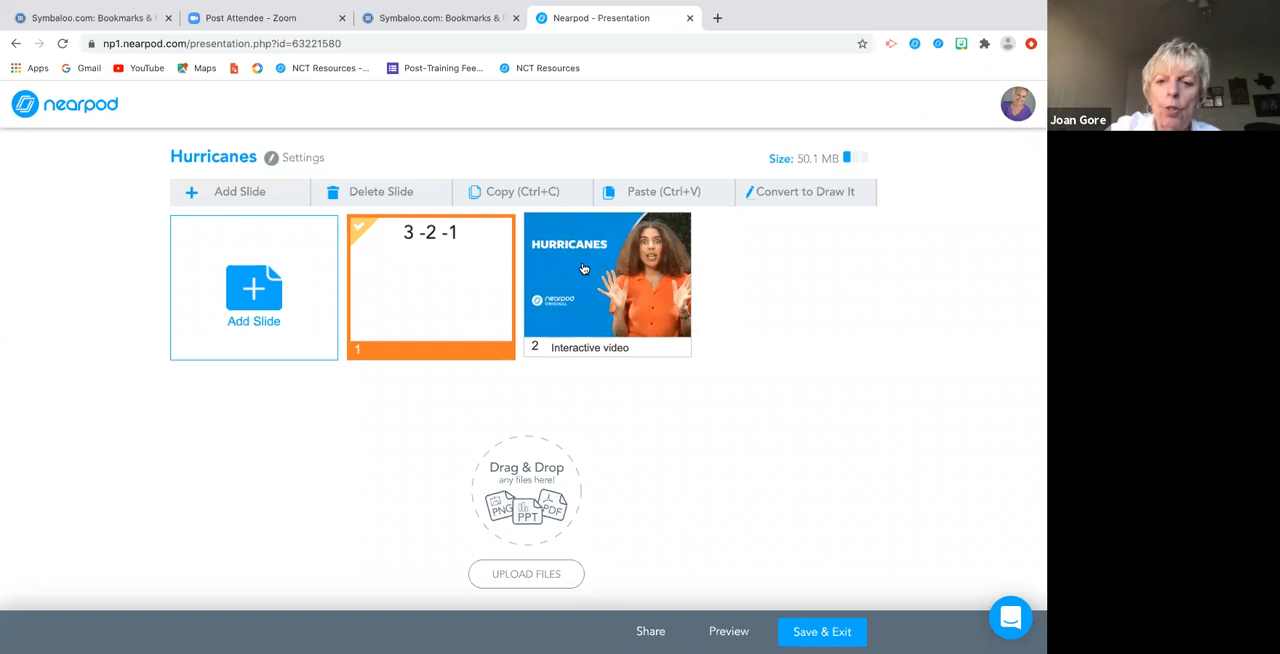 Symbaloo.com: Bookmarks &
Post Attendee - Zoom
Symbaloo.com: Bookmarks &
Nearpod - Presentation
np1.nearpod.com/presentation.php?id=63221580
Apps
Gmail
YouTube
Maps
NCT Resources -...
Post-Training Fee...
NCT Resources
nearpod
Joan Gore
Hurricanes
Settings
Size: 50.1 MB
Add Slide
Delete Slide
Copy (Ctrl+C)
Paste (Ctrl+V)
Convert to Draw It
Add Slide
3 -2 -1
1
HURRICANES
nearpod
ORIGINAL
2 Interactive video
Drag & Drop
any files here!
PNG
PPT
PDF
UPLOAD FILES
Share
Preview
Save & Exit